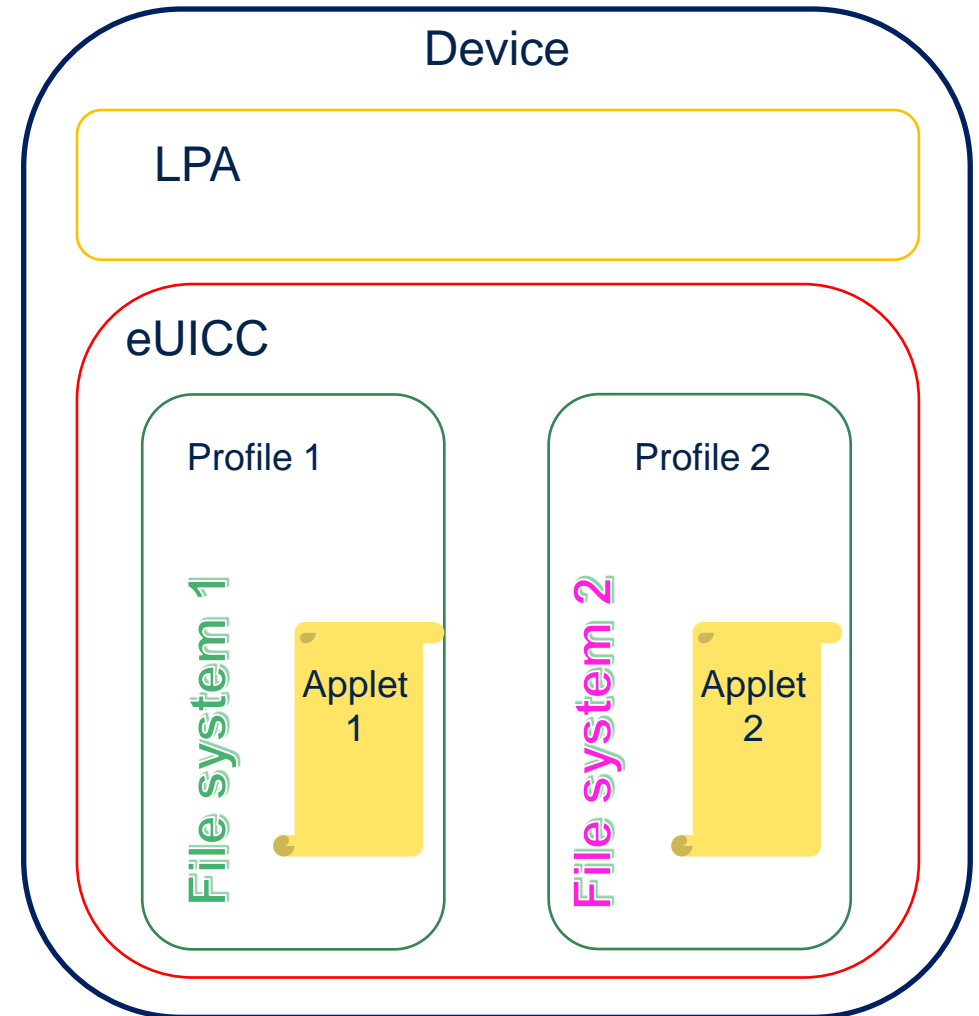 Device
LPA
eUICC
Profile 1
File system 1
Applet
1
Profile 2
File system 2
Applet
2